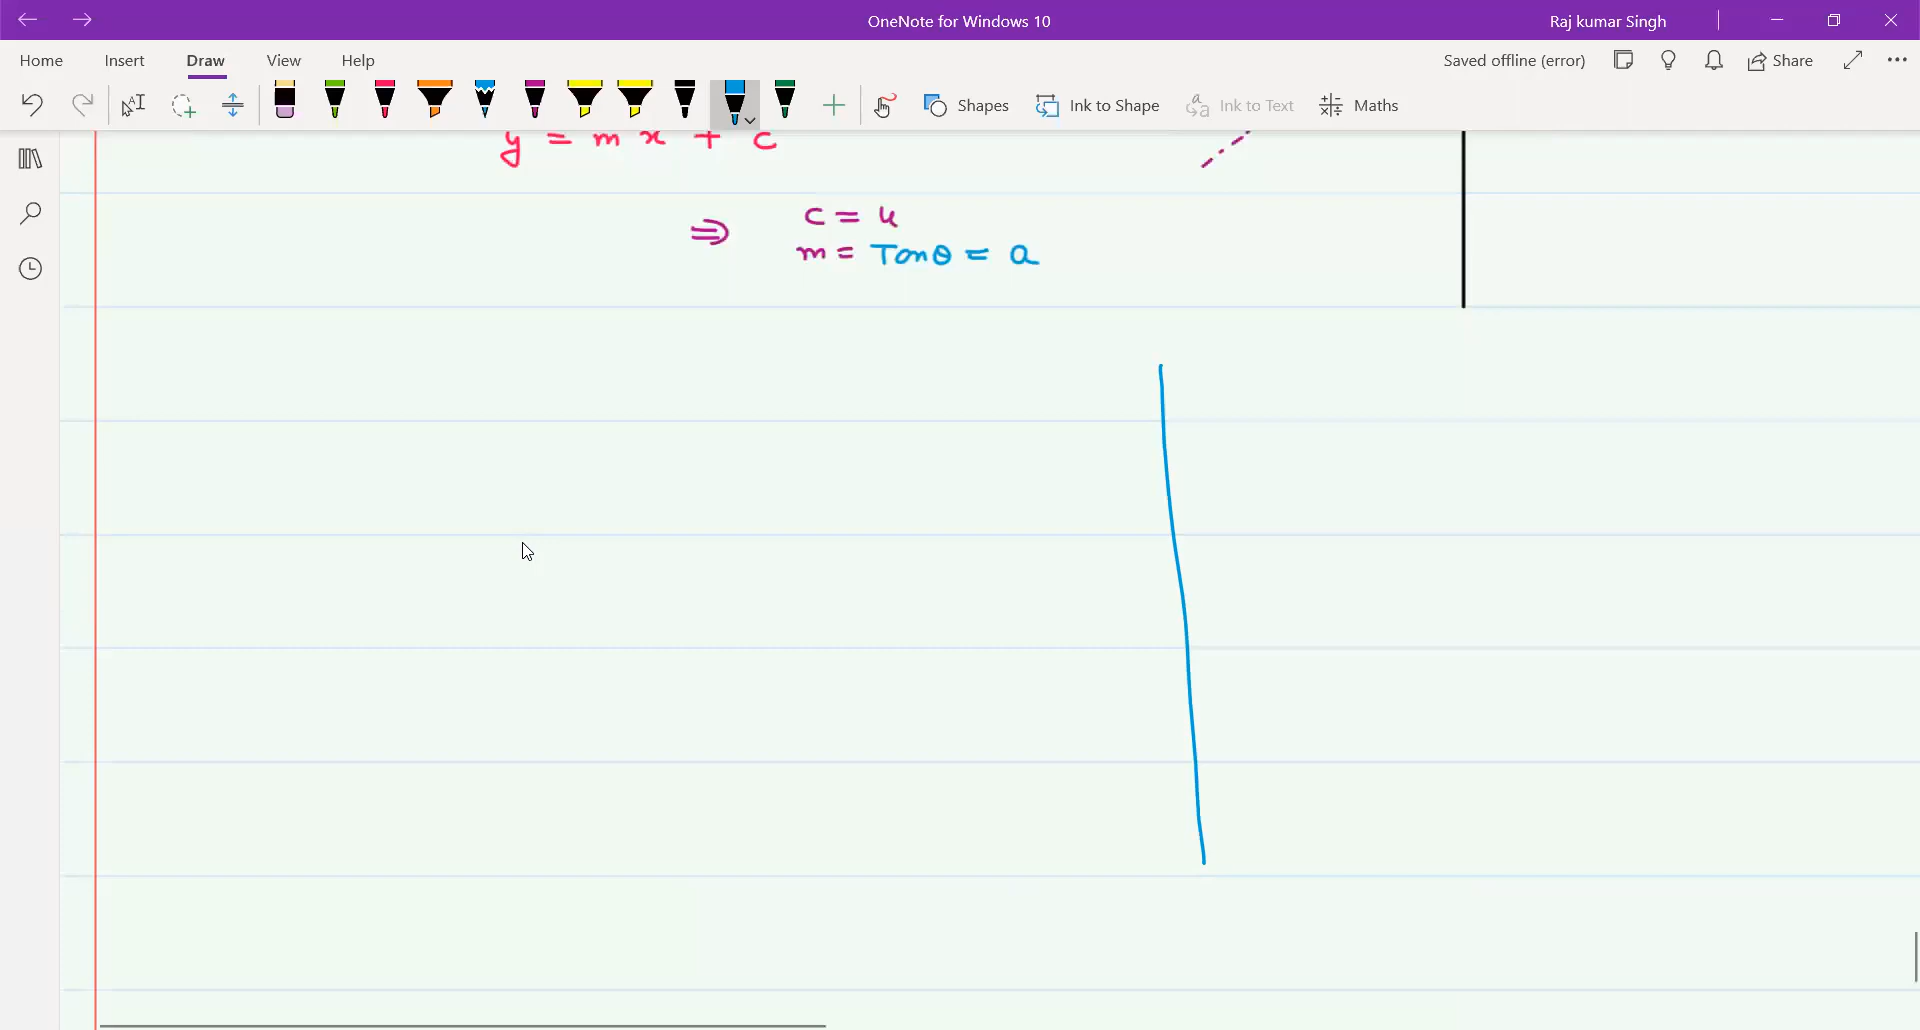 OneNote for Windows 10
Raj kumar Singh
Home Insert Draw View Help
Saved offline (error)
Share
Shapes
Ink to Shape
Ink to Text
Maths
y = m x + c
⇒ c = u
m = Tanθ = a